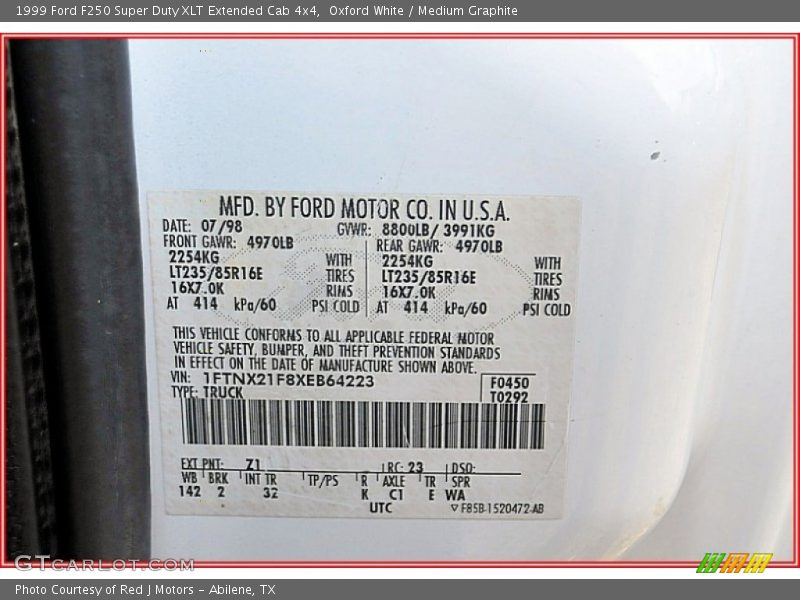 1999 Ford F250 Super Duty XLT Extended Cab 4x4,  Oxford White / Medium Graphite
MFD. BY FORD MOTOR CO. IN U.S.A.
DATE: 07/98 GVWR: 8800LB/ 3991KG
FRONT GAWR: 4970LB REAR GAWR: 4970LB
2254KG WITH 2254KG WITH
LT235/85R16E TIRES LT235/85R16E TIRES
16X7.0K RIMS 16X7.0K RIMS
AT 414 kPa/60 PSI COLD AT 414 kPa/60 PSI COLD
THIS VEHICLE CONFORMS TO ALL APPLICABLE FEDERAL MOTOR
VEHICLE SAFETY, BUMPER, AND THEFT PREVENTION STANDARDS
IN EFFECT ON THE DATE OF MANUFACTURE SHOWN ABOVE.
VIN: 1FTNX21F8XEB64223 F0450
TYPE: TRUCK T0292
EXT PNT: Z1 RC: 23 DSO:
WB BRK INT TR TP/PS R AXLE TR SPR
142 2 32 K C1 E WA
UTC ▽ F85B-1520472-AB
GTCarLot.com
Photo Courtesy of Red J Motors – Abilene, TX